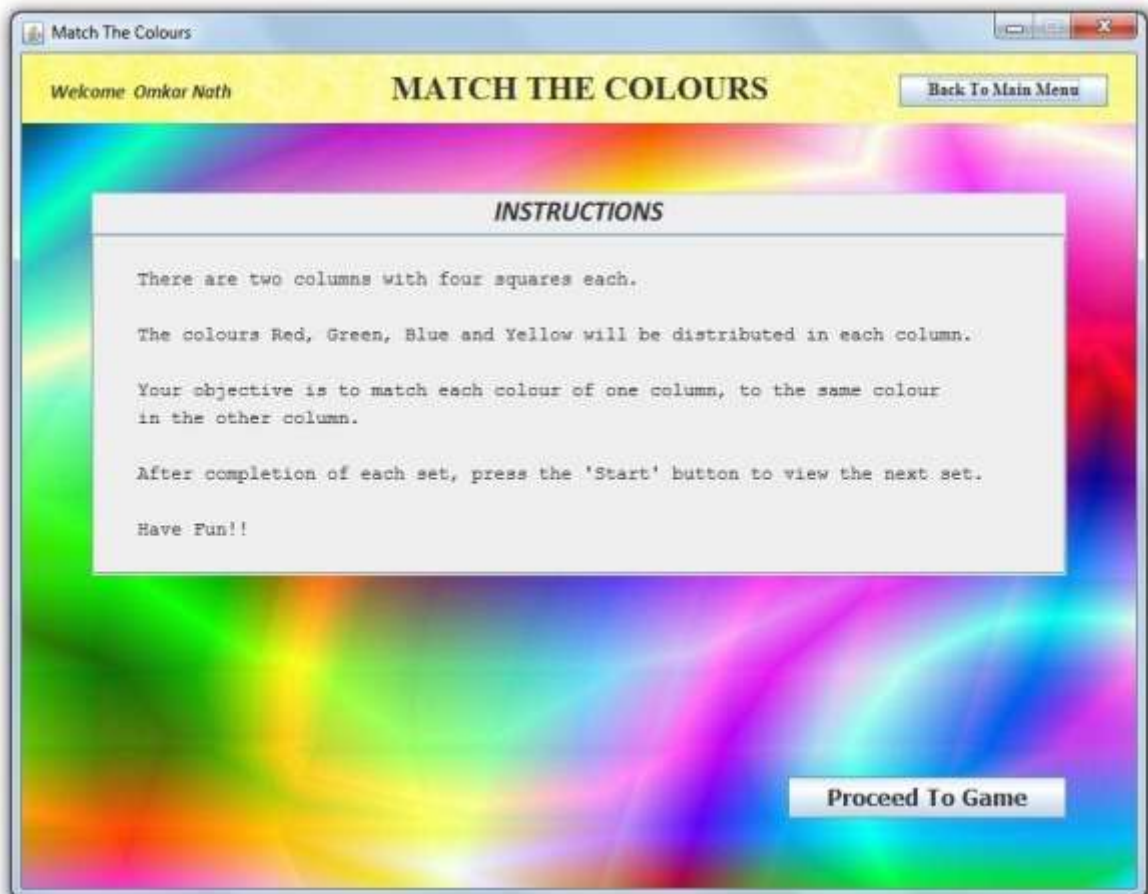 Match The Colours
Welcome Omkar Nath
MATCH THE COLOURS
Back To Main Menu
INSTRUCTIONS
There are two columns with four squares each.
The colours Red, Green, Blue and Yellow will be distributed in each column.
Your objective is to match each colour of one column, to the same colour
in the other column.
After completion of each set, press the 'Start' button to view the next set.
Have Fun!!
Proceed To Game